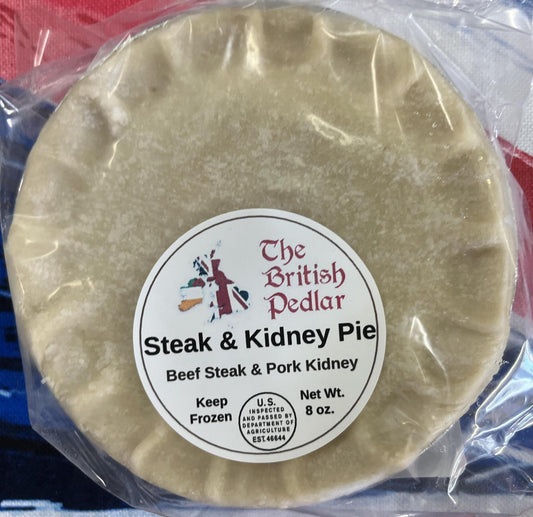 The
British
Pedlar
Steak & Kidney Pie
Beef Steak & Pork Kidney
Keep
Frozen
U.S.
INSPECTED
AND PASSED BY
DEPARTMENT OF
AGRICULTURE
EST.46644
Net Wt.
8 oz.